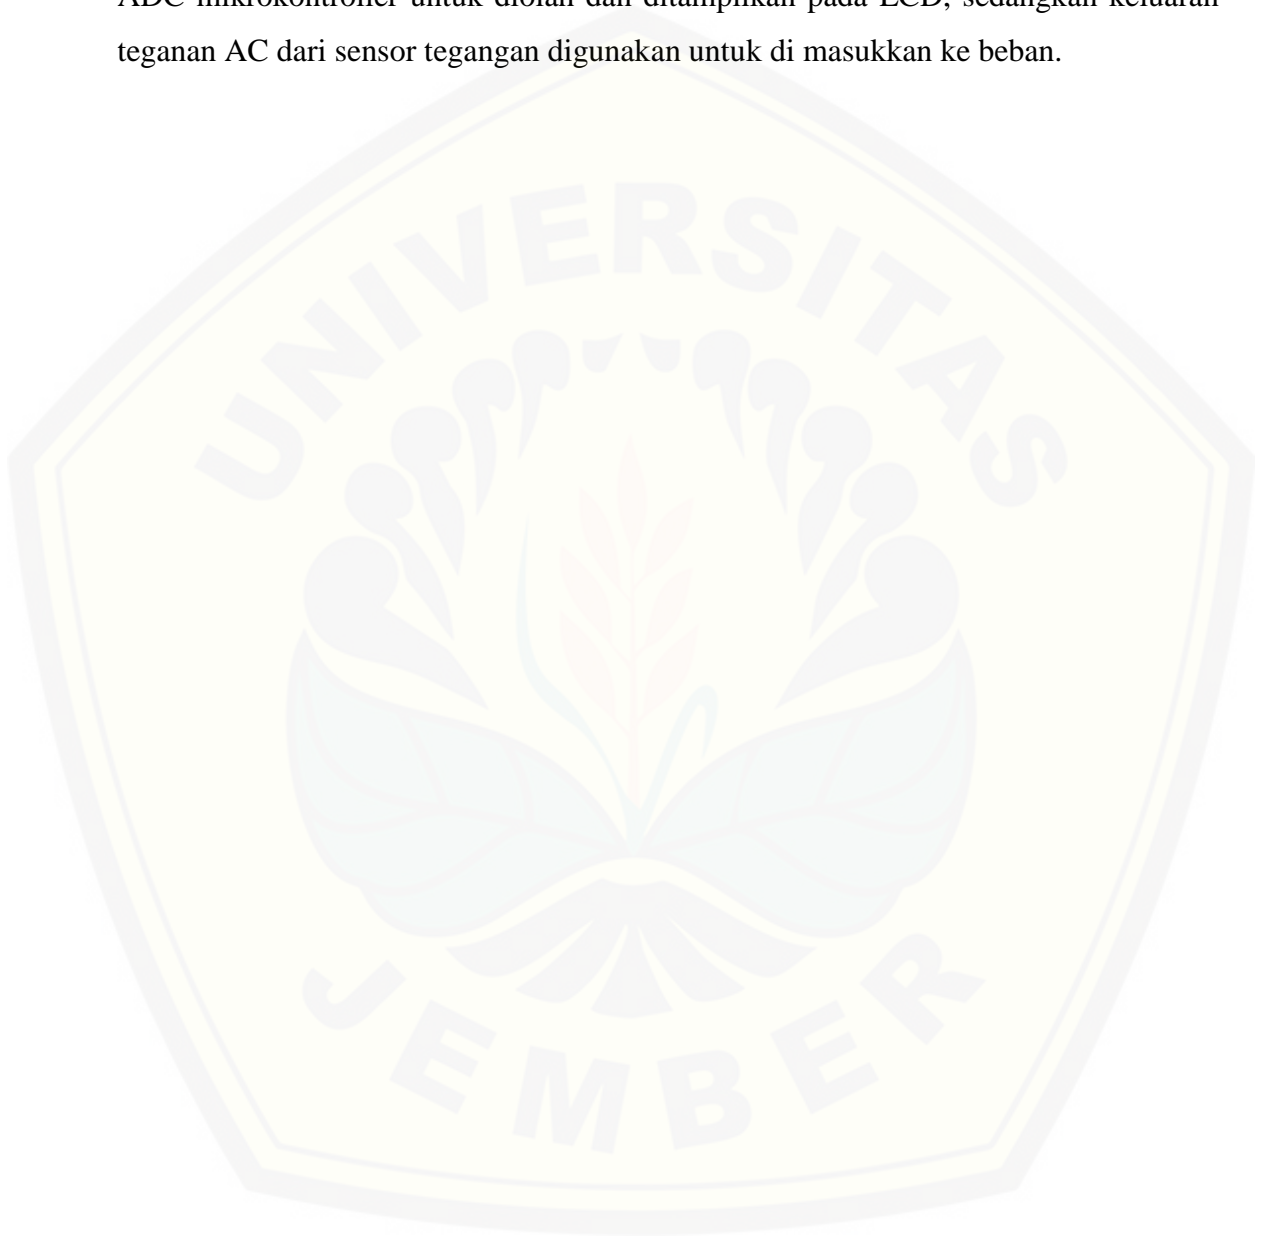 ADC mikrokontroller untuk diolah dan ditampilkan pada LCD, sedangkan keluaran
teganan AC dari sensor tegangan digunakan untuk di masukkan ke beban.
UNIVERSITAS
JEMBER